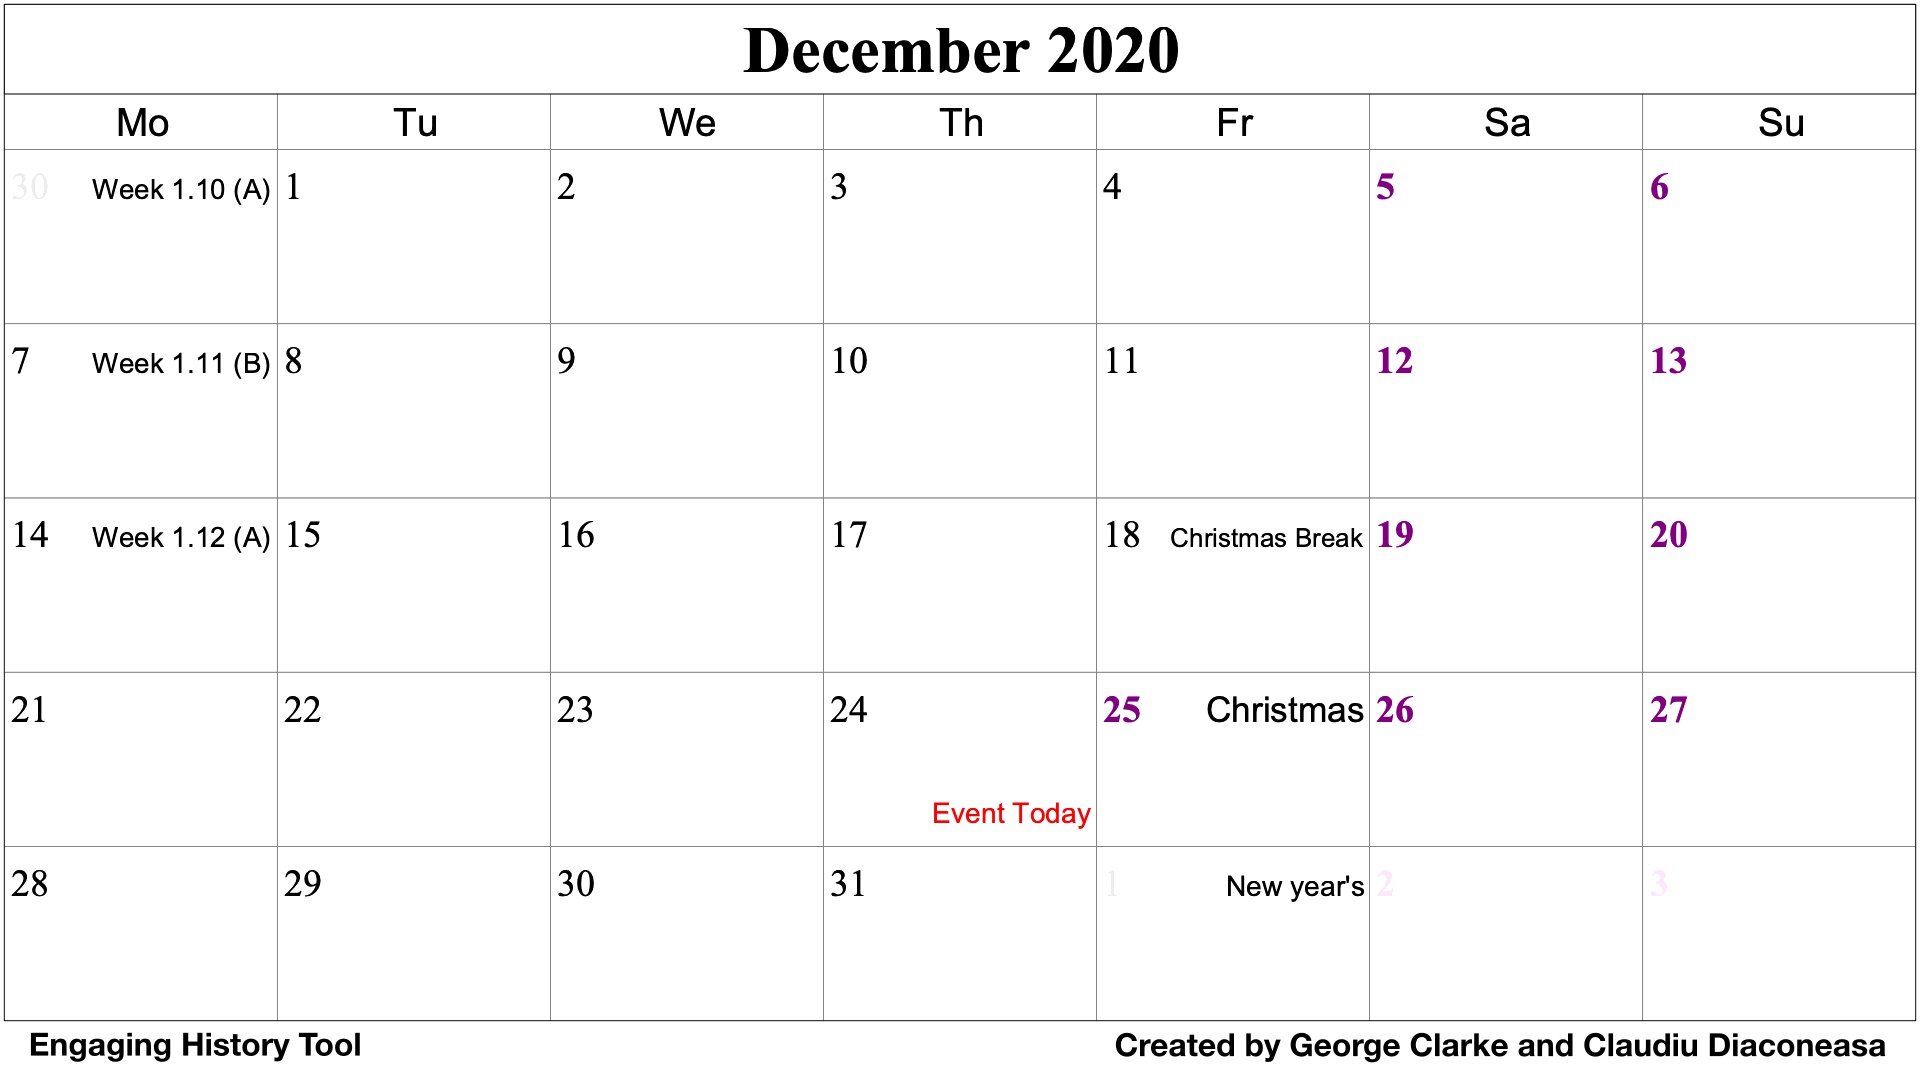 December 2020
Mo Tu We Th Fr Sa Su
30 Week 1.10 (A) 1 2 3 4 5 6
7 Week 1.11 (B) 8 9 10 11 12 13
14 Week 1.12 (A) 15 16 17 18 Christmas Break 19 20
21 22 23 24 25 Christmas 26 27
Event Today
28 29 30 31 1 New year's 2 3
Engaging History Tool Created by George Clarke and Claudiu Diaconeasa